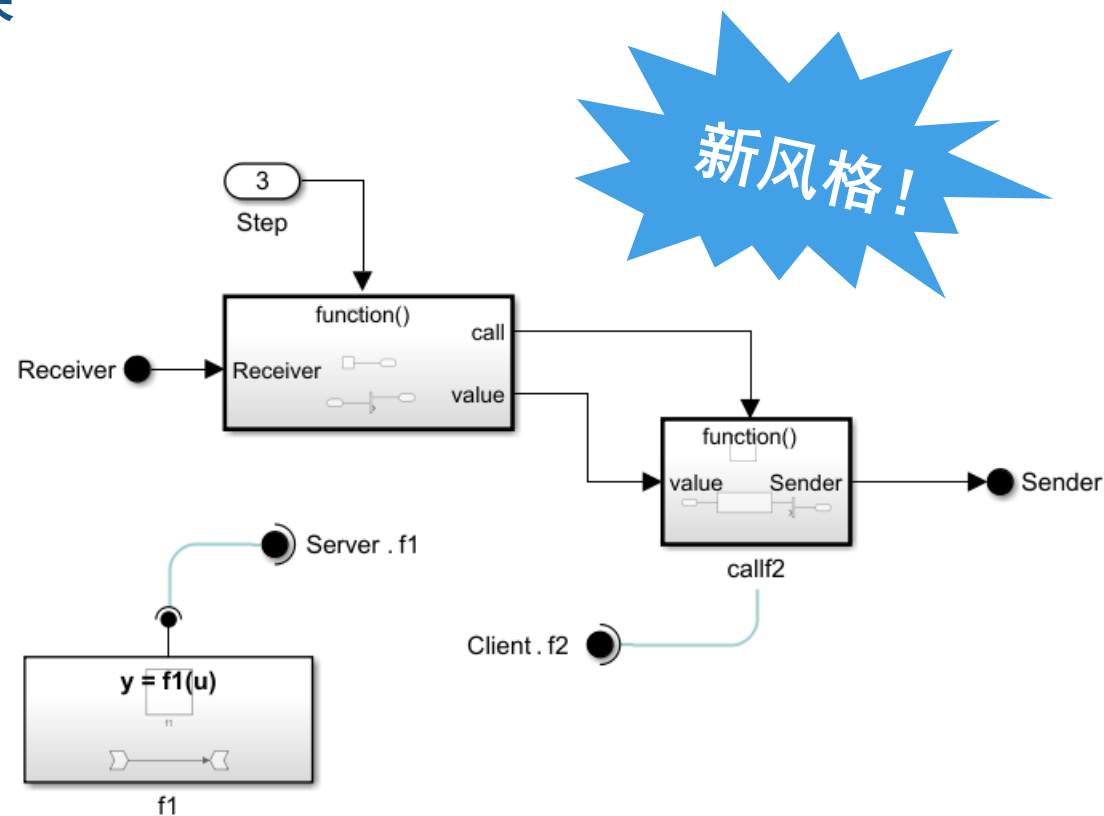 新风格!
3
Step
function()
call
Receiver
Receiver
value
function()
value
Sender
Sender
callf2
Server . f1
Client . f2
y = f1(u)
f1
f1